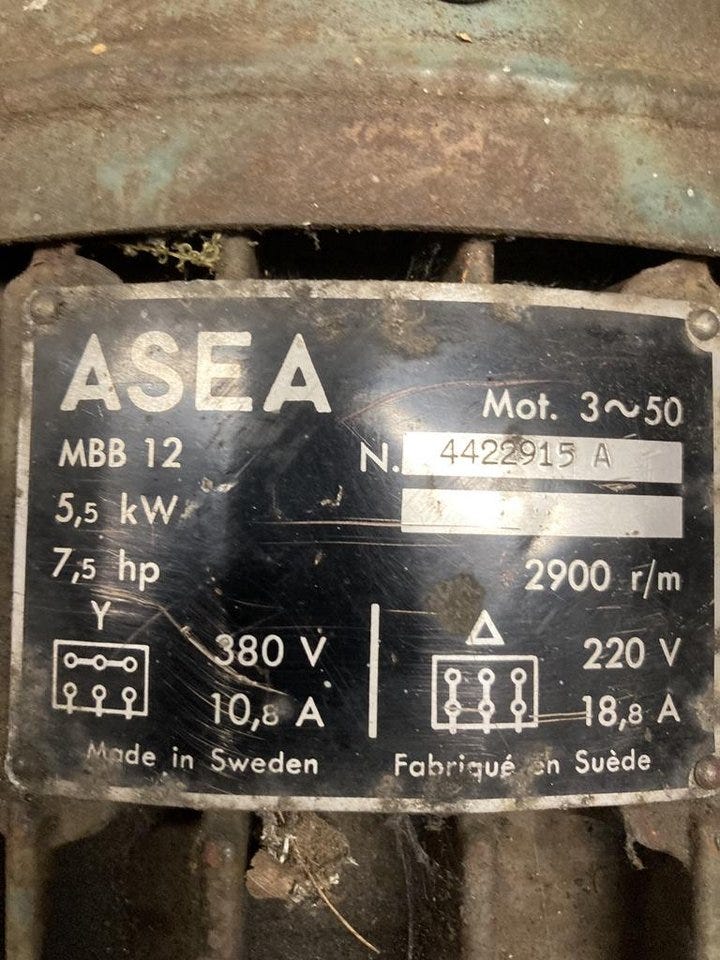 ASEA
Mot. 3~50
MBB 12
N. 4422915 A
5,5 kW
7,5 hp
2900 r/m
Y
380 V
10,8 A
Δ
220 V
18,8 A
Made in Sweden
Fabriqué en Suède